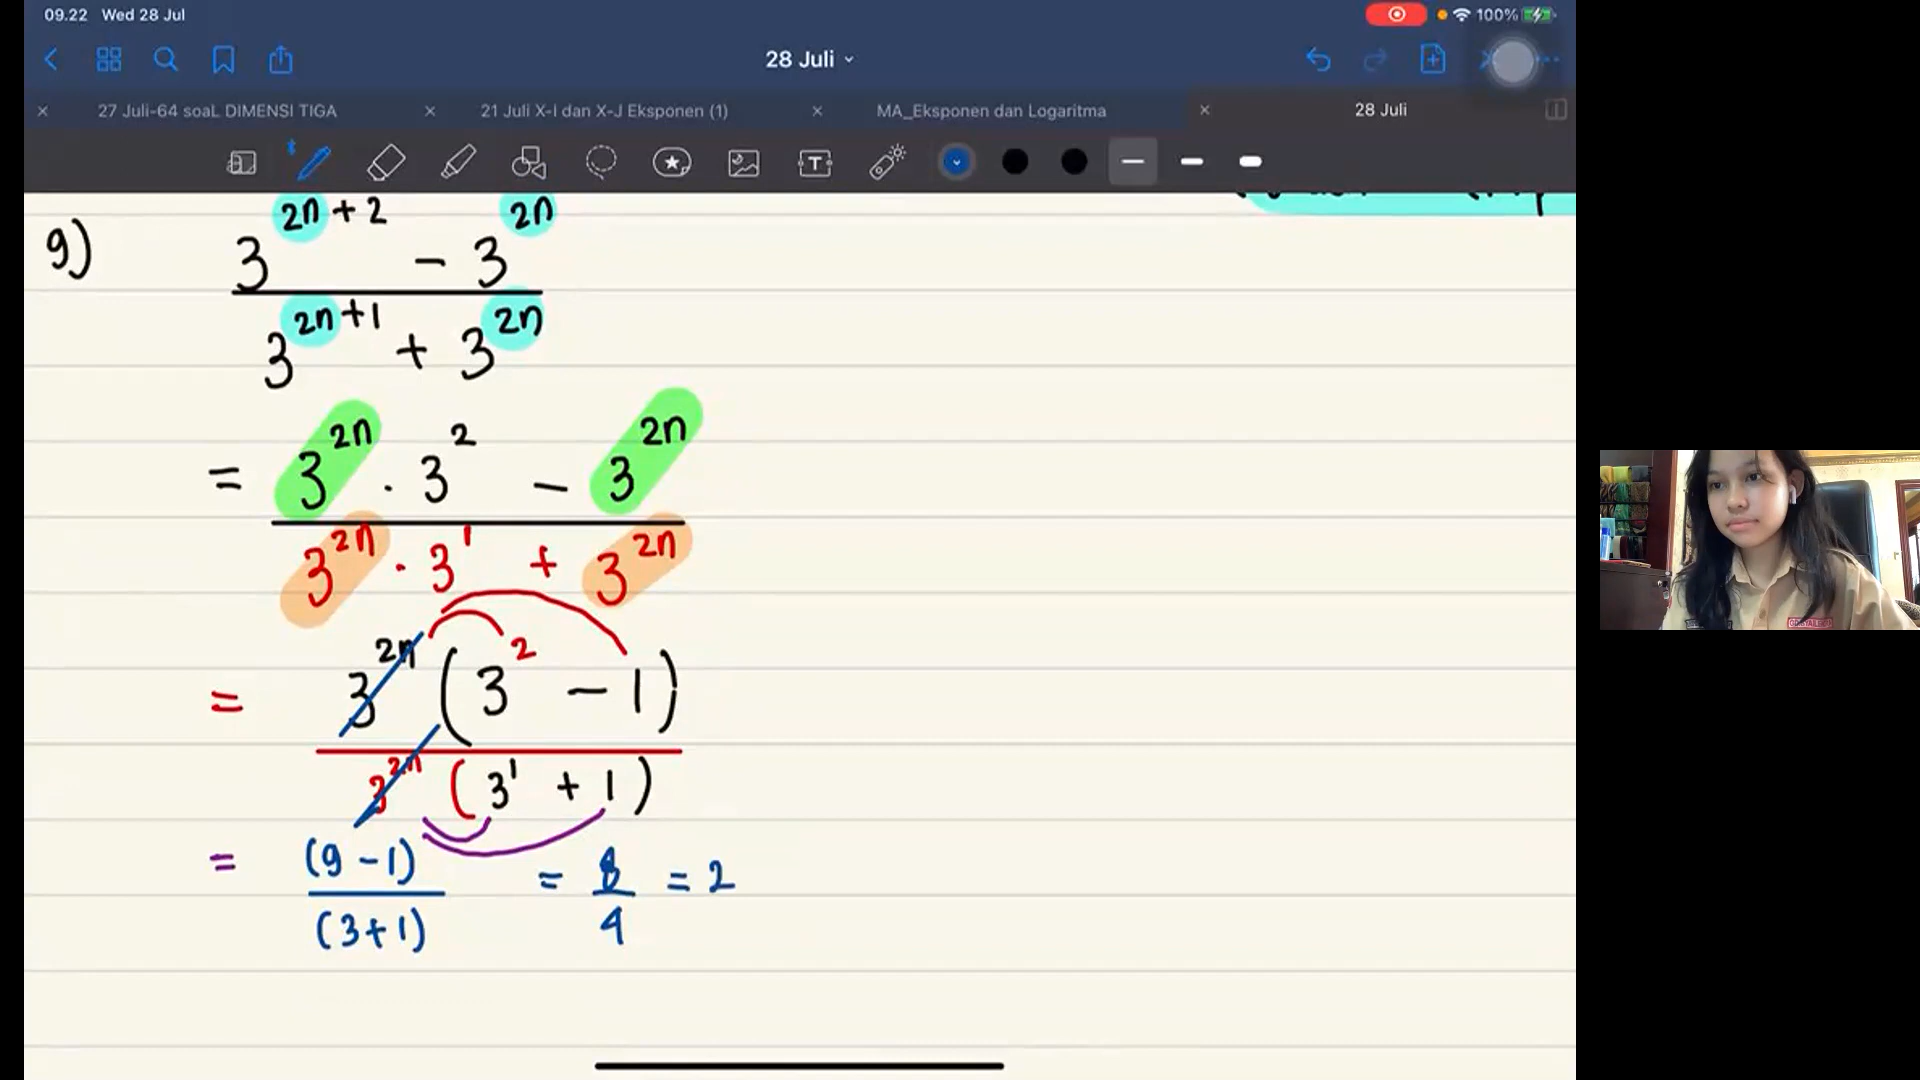 09.22 Wed 28 Jul
100%
28 Juli
27 Juli-64 soaL DIMENSI TIGA
21 Juli X-I dan X-J Eksponen (1)
MA_Eksponen dan Logaritma
28 Juli
9) 3^{2n+2} - 3^{2n}
3^{2n+1} + 3^{2n}
= 3^{2n} · 3^2 - 3^{2n}
3^{2n} · 3^1 + 3^{2n}
= 3^{2n} (3^2 - 1)
3^{2n} (3^1 + 1)
= (9 - 1) = 8 = 2
(3 + 1) 4